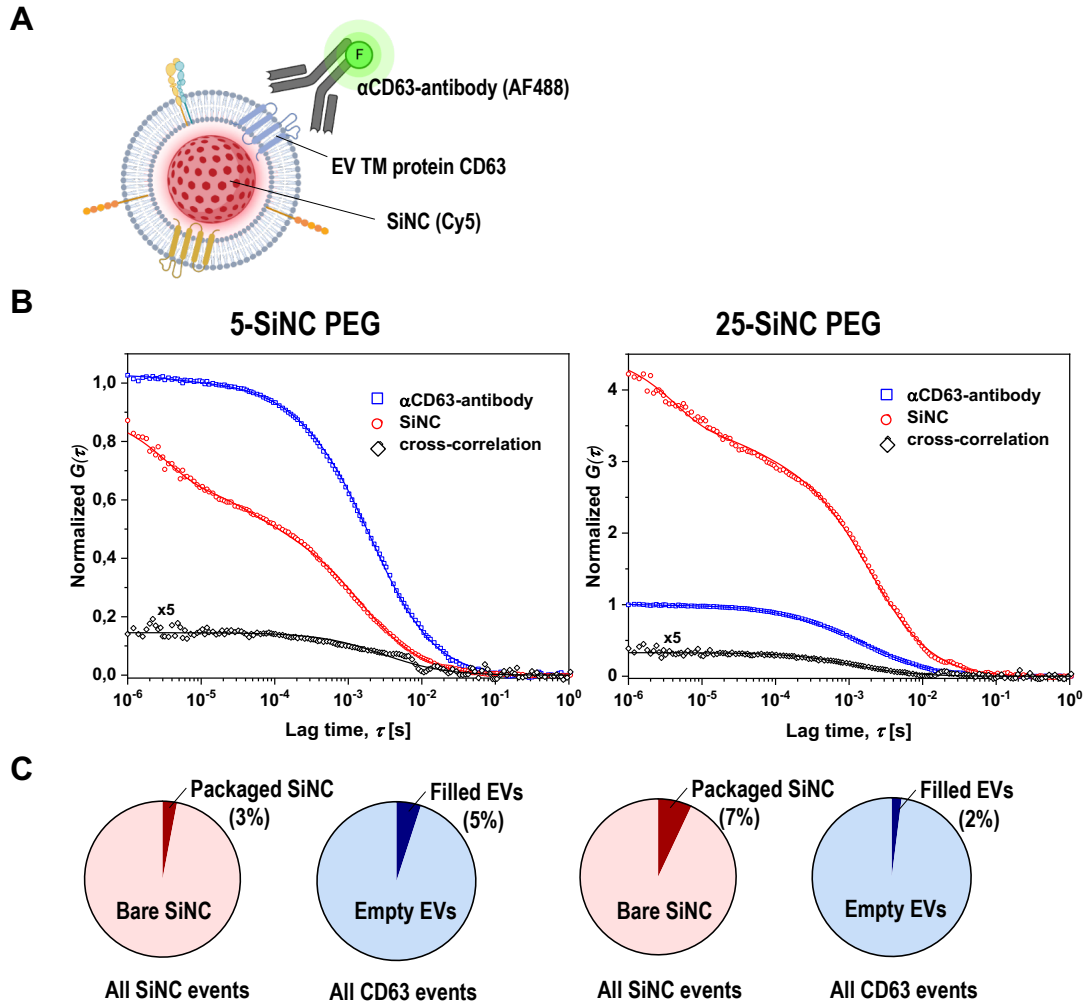 A
F
αCD63-antibody (AF488)
EV TM protein CD63
SiNC (Cy5)
B
5-SiNC PEG
25-SiNC PEG
Normalized G(τ)
1,0
0,8
0,6
0,4
0,2
0,0
αCD63-antibody
SiNC
cross-correlation
x5
10⁻⁶
10⁻⁵
10⁻⁴
10⁻³
10⁻²
10⁻¹
10⁰
Lag time, τ [s]
Normalized G(τ)
4
3
2
1
0
αCD63-antibody
SiNC
cross-correlation
x5
10⁻⁶
10⁻⁵
10⁻⁴
10⁻³
10⁻²
10⁻¹
10⁰
Lag time, τ [s]
C
Packaged SiNC
(3%)
Bare SiNC
All SiNC events
Filled EVs
(5%)
Empty EVs
All CD63 events
Packaged SiNC
(7%)
Bare SiNC
All SiNC events
Filled EVs
(2%)
Empty EVs
All CD63 events